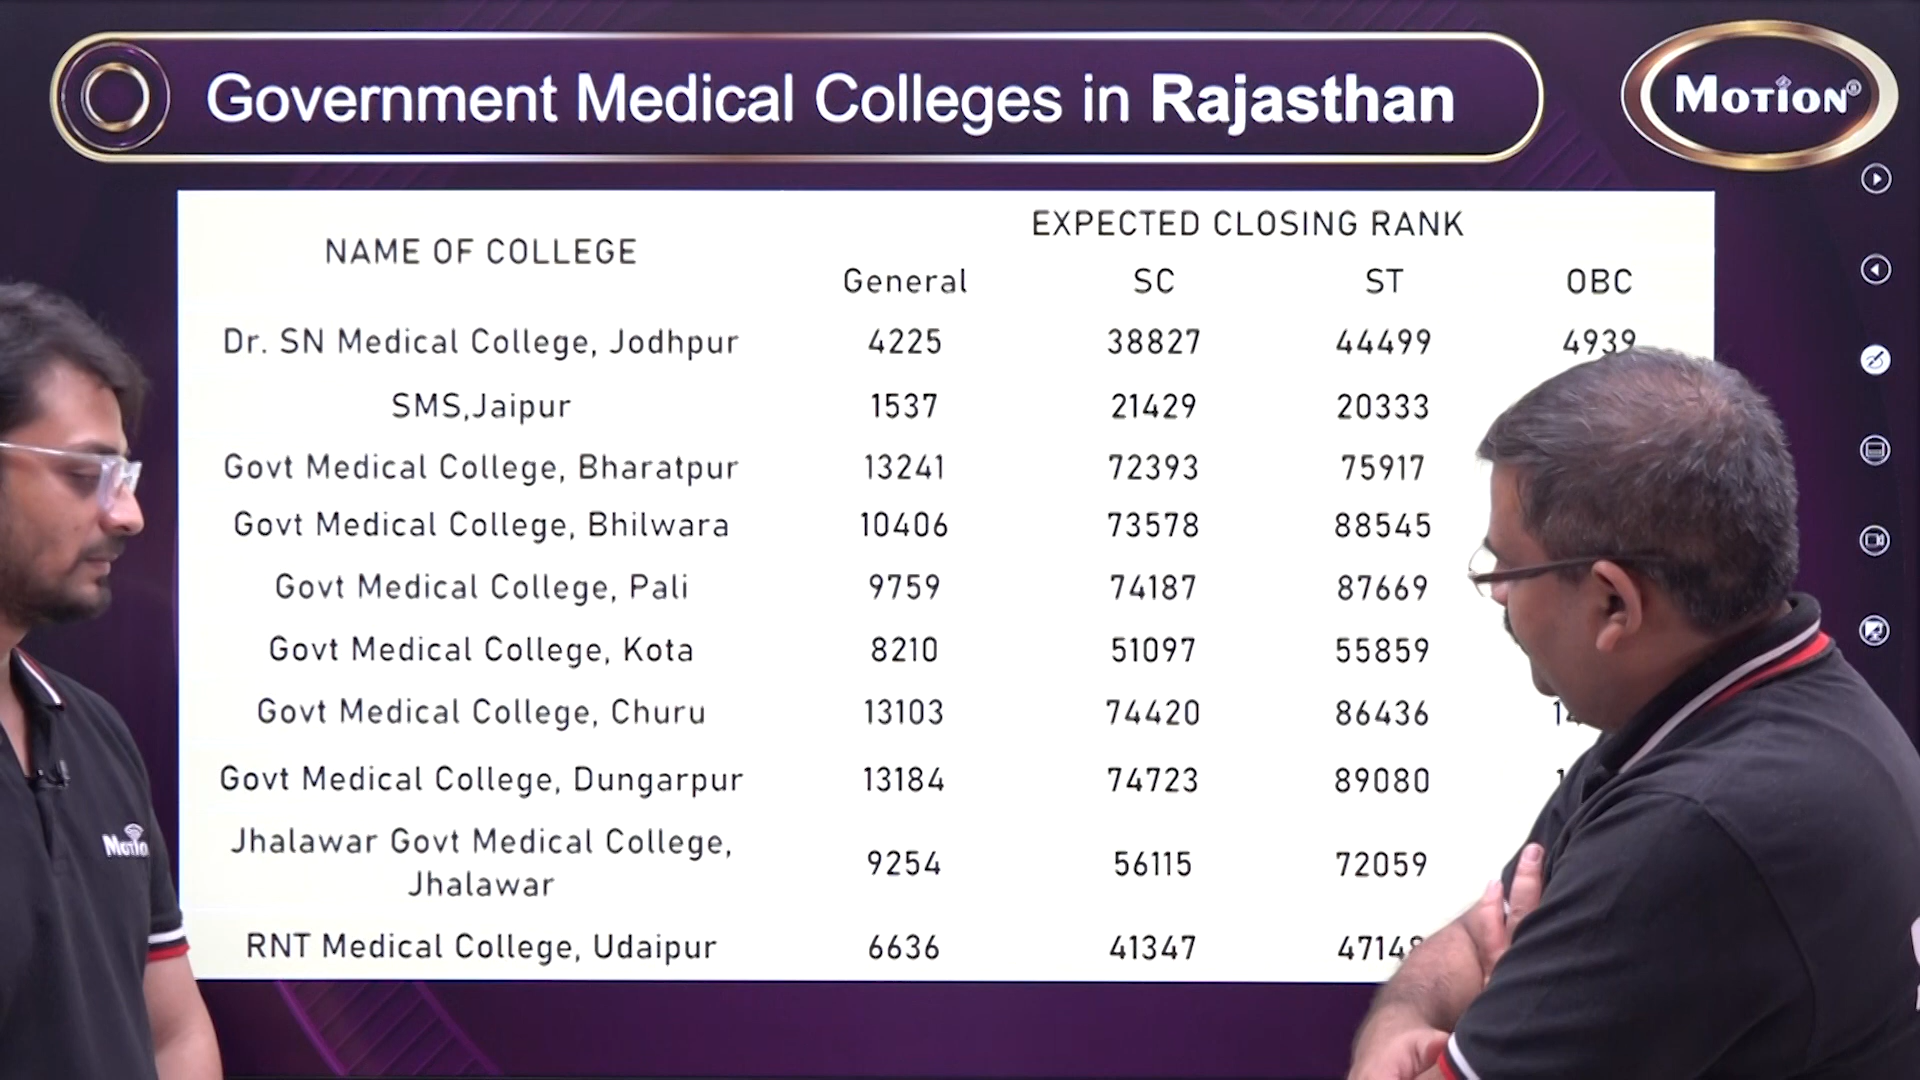 Government Medical Colleges in Rajasthan
MOTION®
NAME OF COLLEGE
EXPECTED CLOSING RANK
General SC ST OBC
Dr. SN Medical College, Jodhpur 4225 38827 44499 4939
SMS,Jaipur 1537 21429 20333
Govt Medical College, Bharatpur 13241 72393 75917
Govt Medical College, Bhilwara 10406 73578 88545
Govt Medical College, Pali 9759 74187 87669
Govt Medical College, Kota 8210 51097 55859
Govt Medical College, Churu 13103 74420 86436
Govt Medical College, Dungarpur 13184 74723 89080
Jhalawar Govt Medical College,
Jhalawar 9254 56115 72059
RNT Medical College, Udaipur 6636 41347
Motion